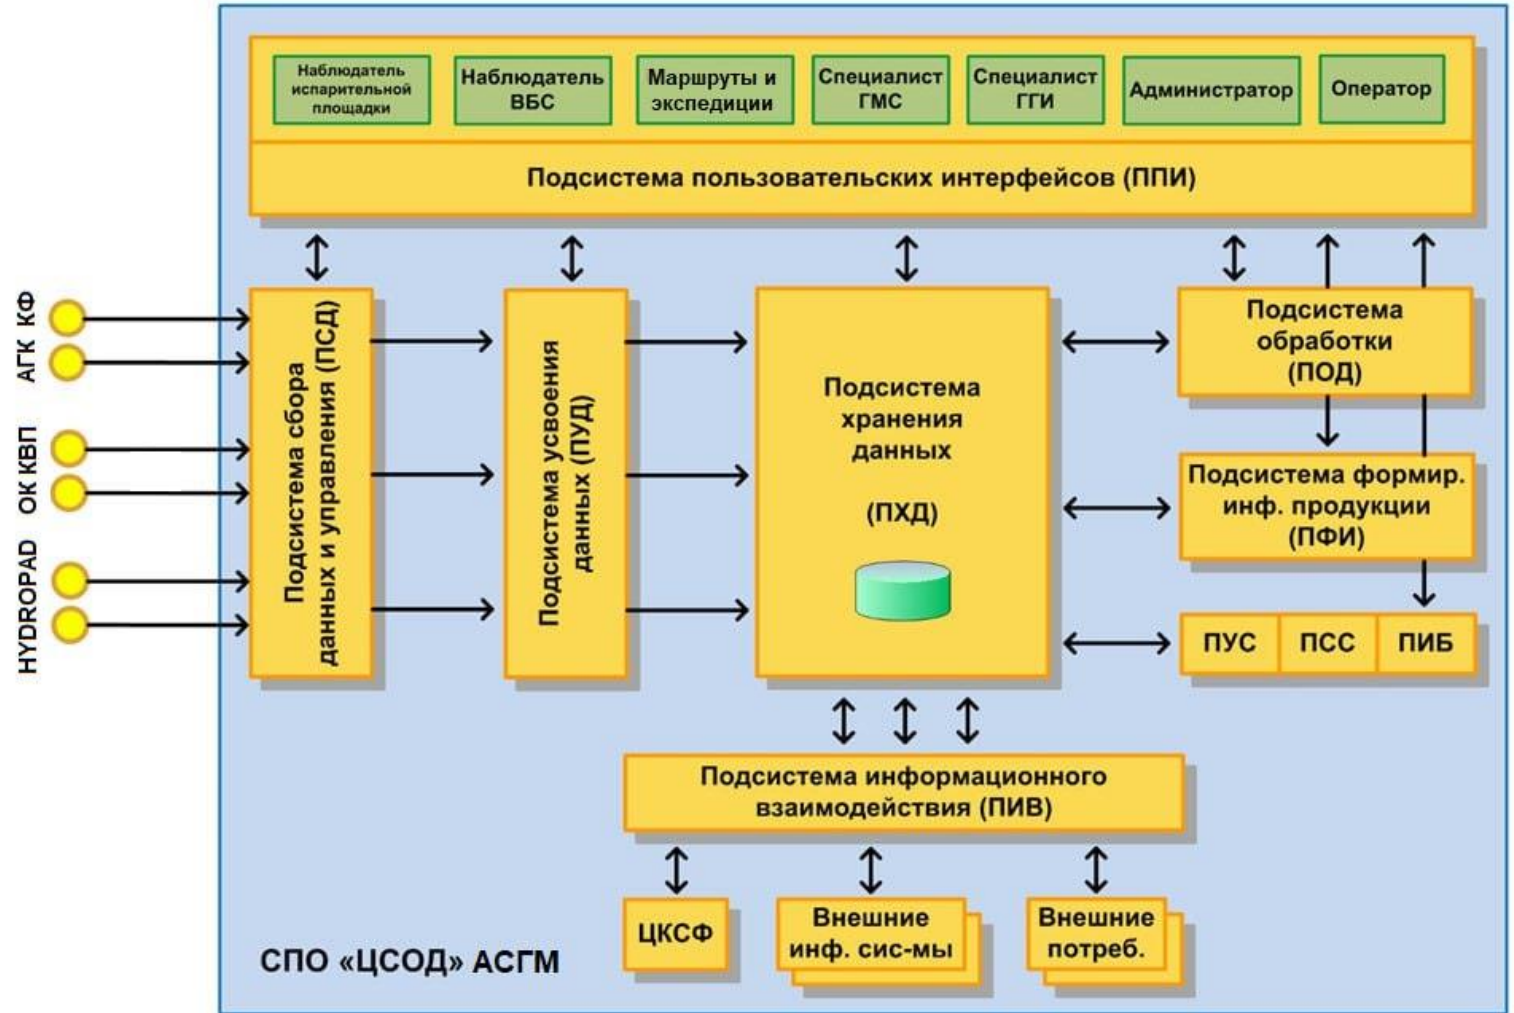 Наблюдатель
испарительной
площадки
Наблюдатель
ВБС
Маршруты и
экспедиции
Специалист
ГМС
Специалист
ГГИ
Администратор
Оператор
Подсистема пользовательских интерфейсов (ППИ)
АГК КФ
ОК КВП
HYDROPAD
Подсистема сбора
данных и управления (ПСД)
Подсистема усвоения
данных (ПУД)
Подсистема
хранения
данных
(ПХД)
Подсистема
обработки
(ПОД)
Подсистема формир.
инф. продукции
(ПФИ)
ПУС ПСС ПИБ
Подсистема информационного
взаимодействия (ПИВ)
ЦКСФ
Внешние
инф. сис-мы
Внешние
потреб.
СПО «ЦСОД» АСГМ